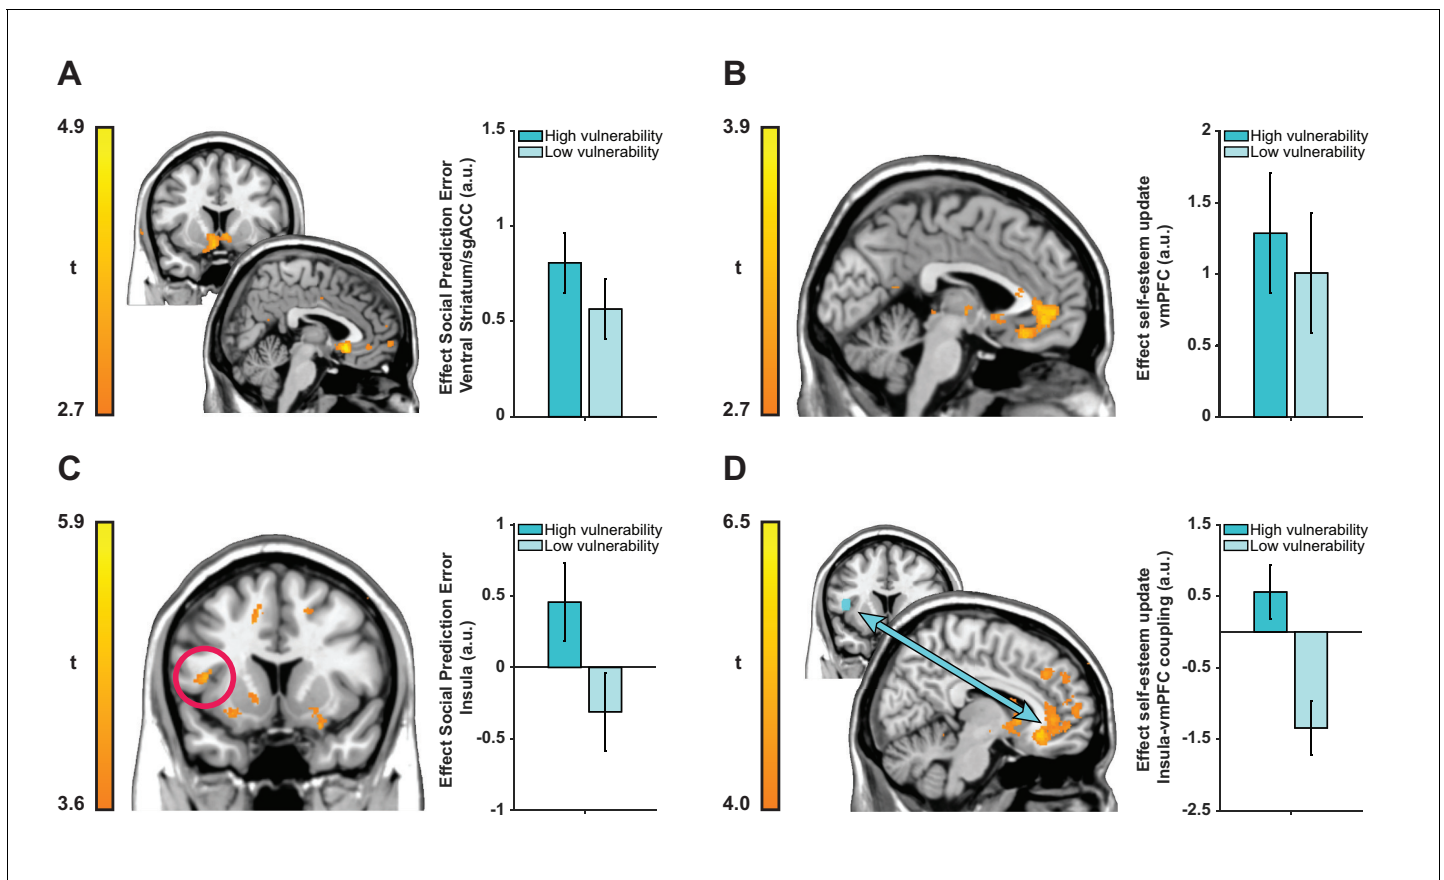 A
4.9
t
2.7
Effect Social Prediction Error
Ventral Striatum/sgACC (a.u.)
1.5
1
0.5
0
High vulnerability
Low vulnerability
B
3.9
t
2.7
Effect self-esteem update
vmPFC (a.u.)
2
1.5
1
0.5
0
High vulnerability
Low vulnerability
C
5.9
t
3.6
Effect Social Prediction Error
Insula (a.u.)
1
0.5
0
-0.5
-1
High vulnerability
Low vulnerability
D
6.5
t
4.0
Effect self-esteem update
Insula-vmPFC coupling (a.u.)
1.5
0.5
-0.5
-1.5
-2.5
High vulnerability
Low vulnerability